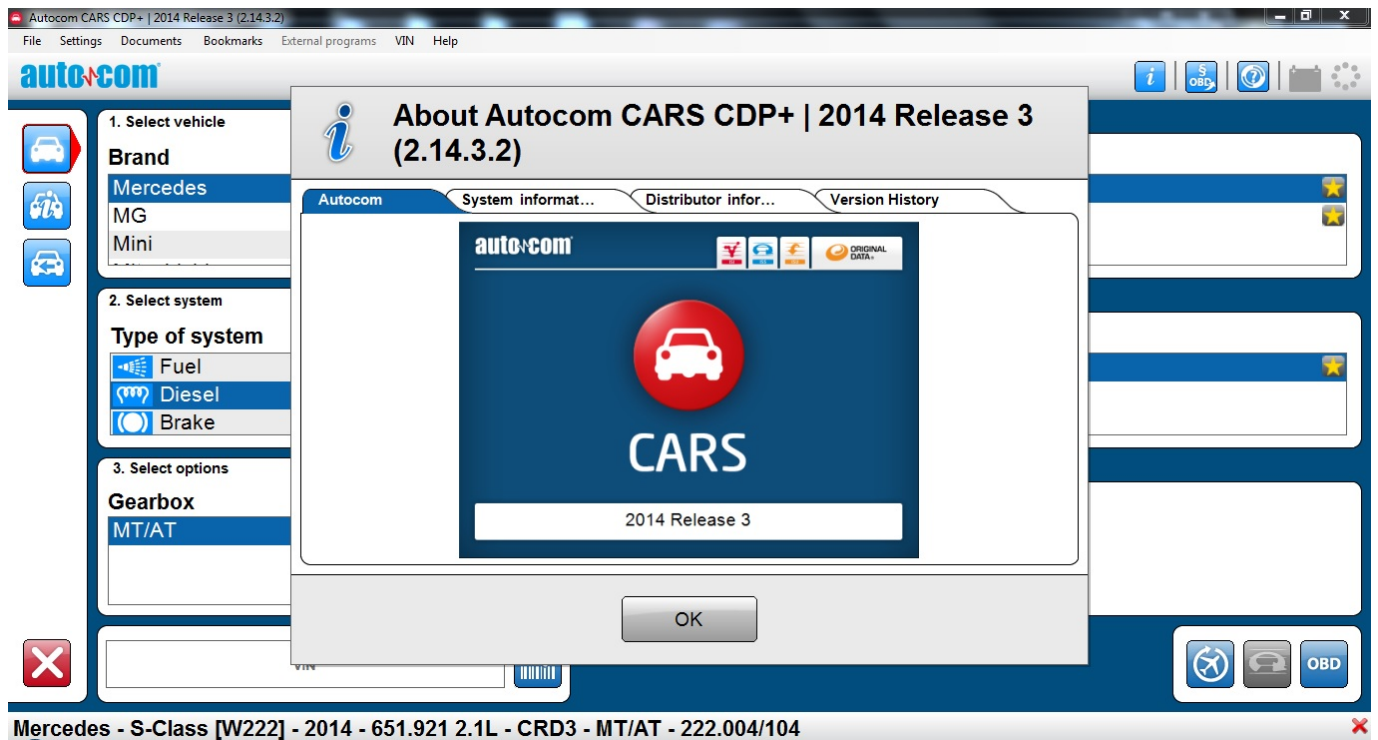 Autocom CARS CDP+ | 2014 Release 3 (2.14.3.2)
File Settings Documents Bookmarks External programs VIN Help
autocom
i § OBD ?
About Autocom CARS CDP+ | 2014 Release 3
(2.14.3.2)
Autocom System informat... Distributor infor... Version History
autocom ORIGINAL
DATA
CARS
2014 Release 3
OK
1. Select vehicle
Brand
Mercedes
MG
Mini
2. Select system
Type of system
Fuel
Diesel
Brake
3. Select options
Gearbox
MT/AT
VIN
OBD
Mercedes - S-Class [W222] - 2014 - 651.921 2.1L - CRD3 - MT/AT - 222.004/104